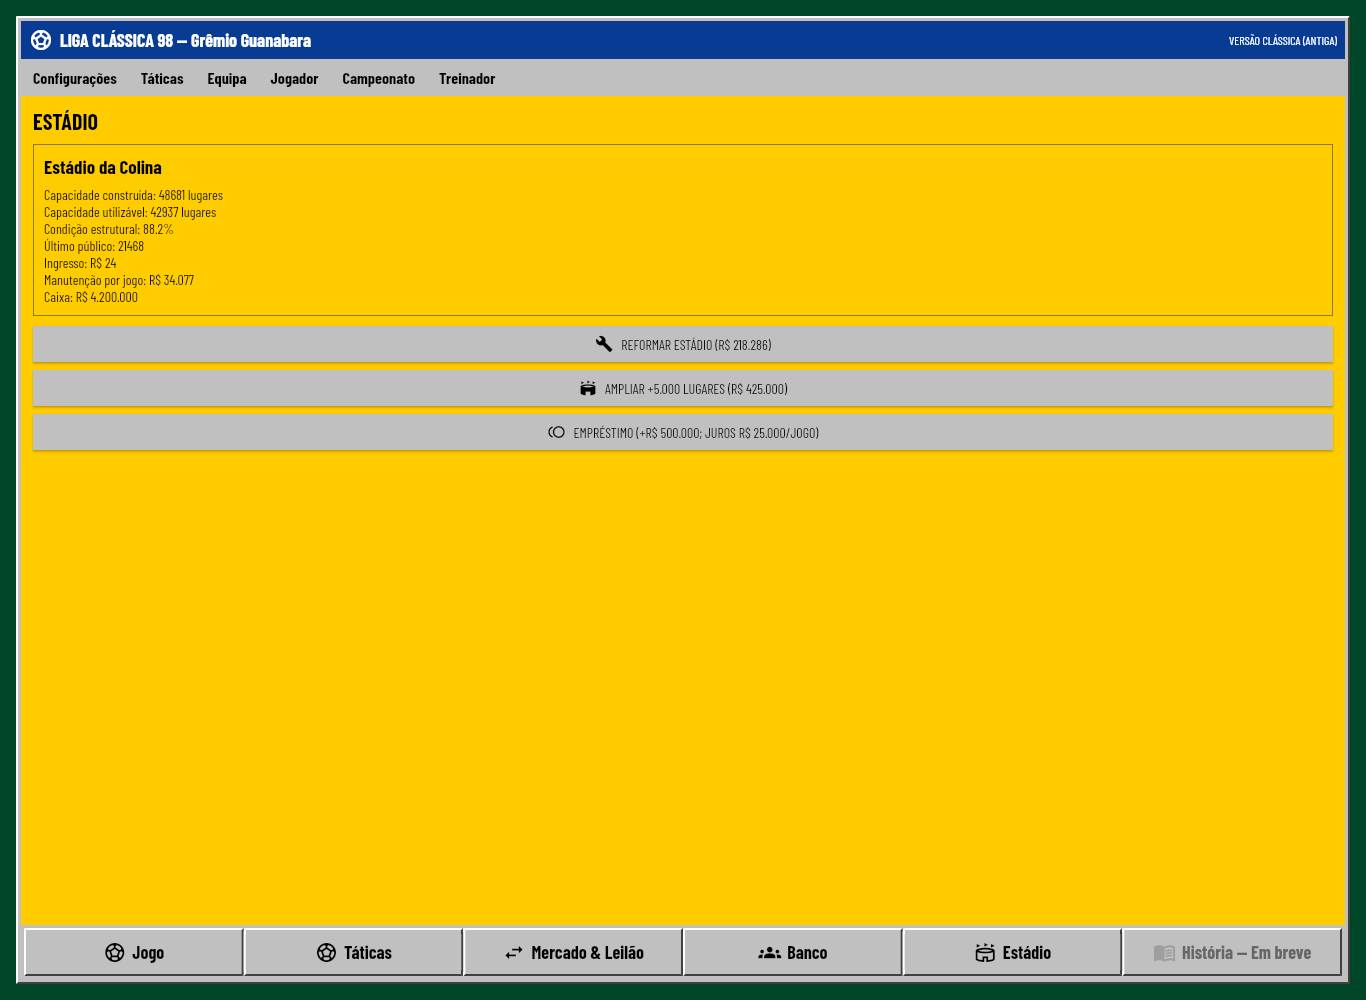 LIGA CLÁSSICA 98 — Grêmio Guanabara
VERSÃO CLÁSSICA (ANTIGA)
Configurações Táticas Equipa Jogador Campeonato Treinador
ESTÁDIO
Estádio da Colina
Capacidade construída: 48681 lugares
Capacidade utilizável: 42937 lugares
Condição estrutural: 88.2%
Último público: 21468
Ingresso: R$ 24
Manutenção por jogo: R$ 34.077
Caixa: R$ 4.200.000
REFORMAR ESTÁDIO (R$ 218.286)
AMPLIAR +5.000 LUGARES (R$ 425.000)
EMPRÉSTIMO (+R$ 500.000; JUROS R$ 25.000/JOGO)
Jogo Táticas Mercado & Leilão Banco Estádio História — Em breve